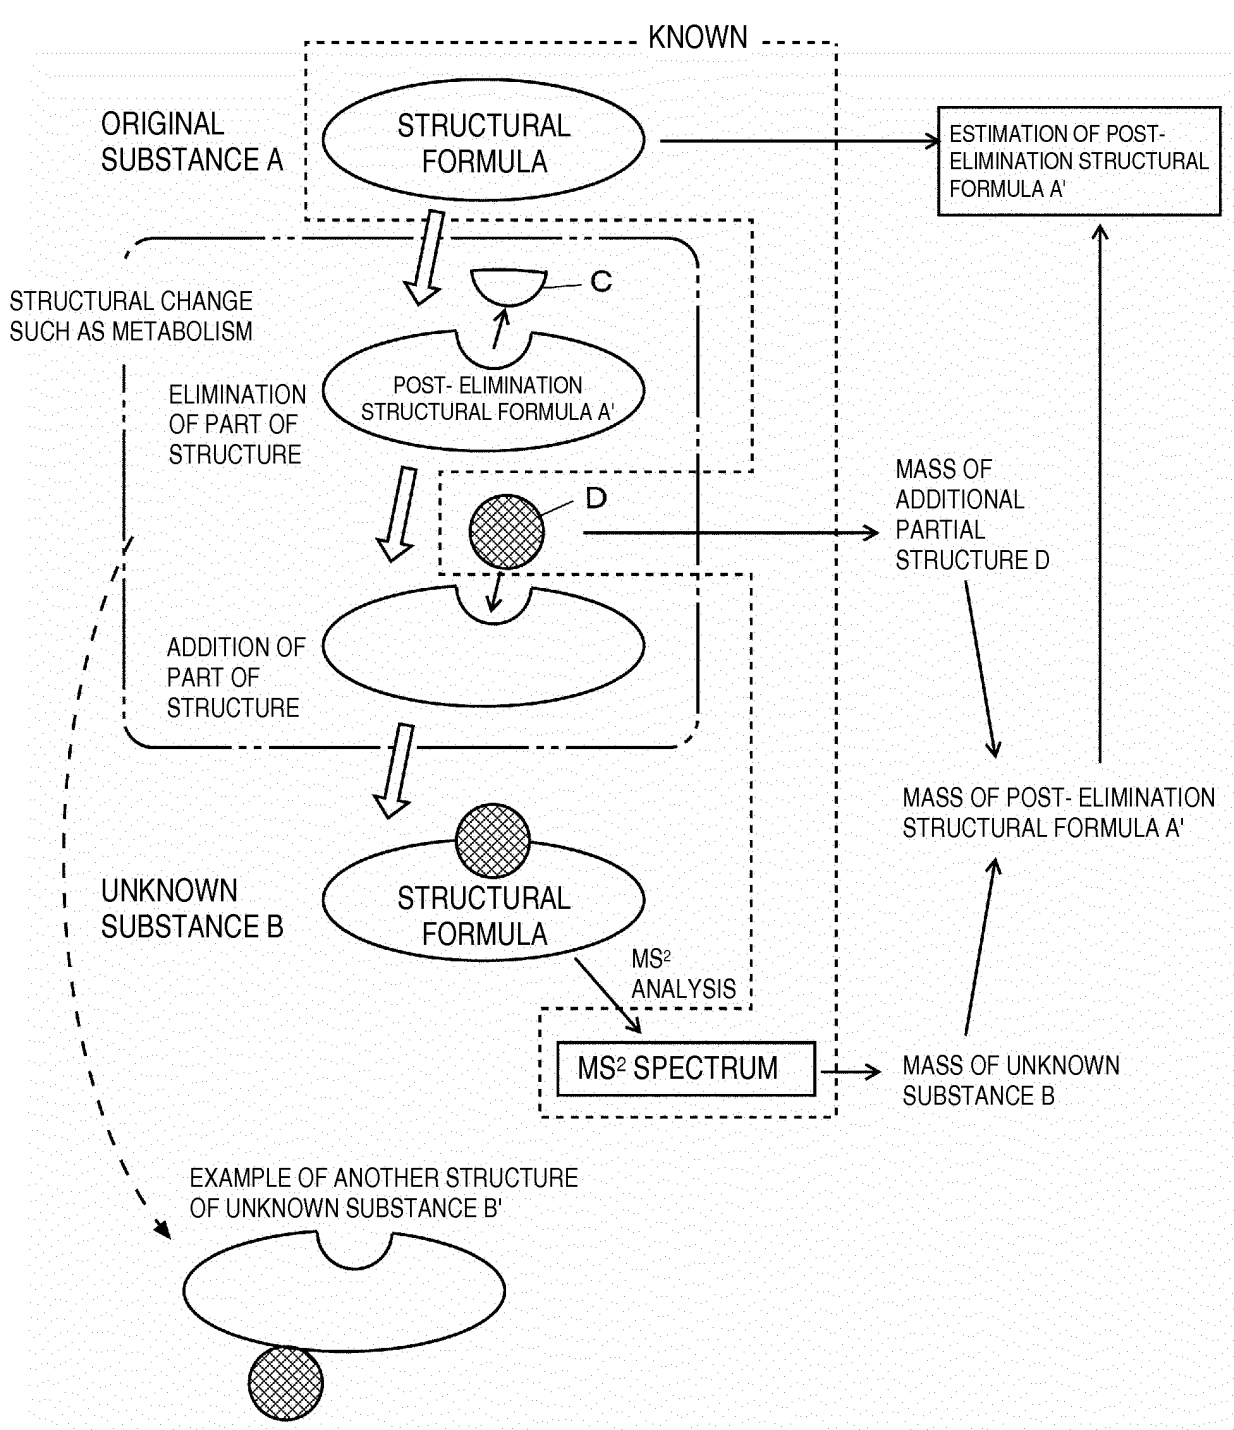 KNOWN
ORIGINAL
SUBSTANCE A
STRUCTURAL
FORMULA
ESTIMATION OF POST-
ELIMINATION STRUCTURAL
FORMULA A'
STRUCTURAL CHANGE
SUCH AS METABOLISM
C
ELIMINATION
OF PART OF
STRUCTURE
POST- ELIMINATION
STRUCTURAL FORMULA A'
D
MASS OF
ADDITIONAL
PARTIAL
STRUCTURE D
ADDITION OF
PART OF
STRUCTURE
MASS OF POST- ELIMINATION
STRUCTURAL FORMULA A'
UNKNOWN
SUBSTANCE B
STRUCTURAL
FORMULA
MS²
ANALYSIS
MS² SPECTRUM
MASS OF UNKNOWN
SUBSTANCE B
EXAMPLE OF ANOTHER STRUCTURE
OF UNKNOWN SUBSTANCE B'